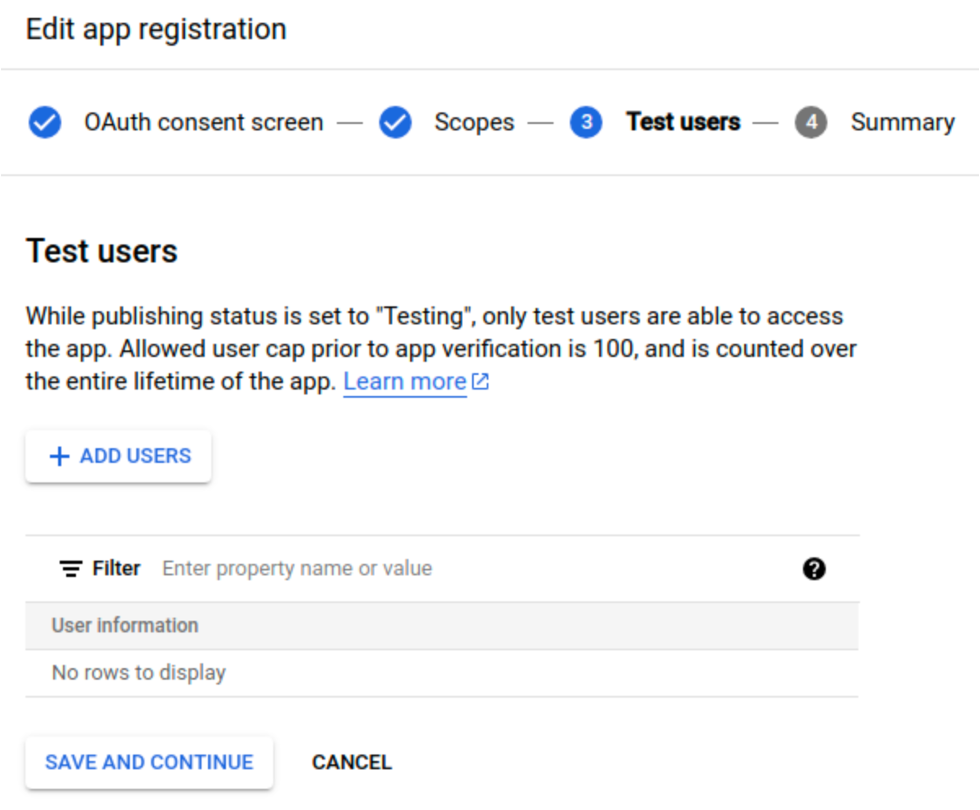 Edit app registration
OAuth consent screen — Scopes — 3 Test users — 4 Summary
Test users
While publishing status is set to "Testing", only test users are able to access
the app. Allowed user cap prior to app verification is 100, and is counted over
the entire lifetime of the app. Learn more
+ ADD USERS
Filter Enter property name or value ?
User information
No rows to display
SAVE AND CONTINUE CANCEL